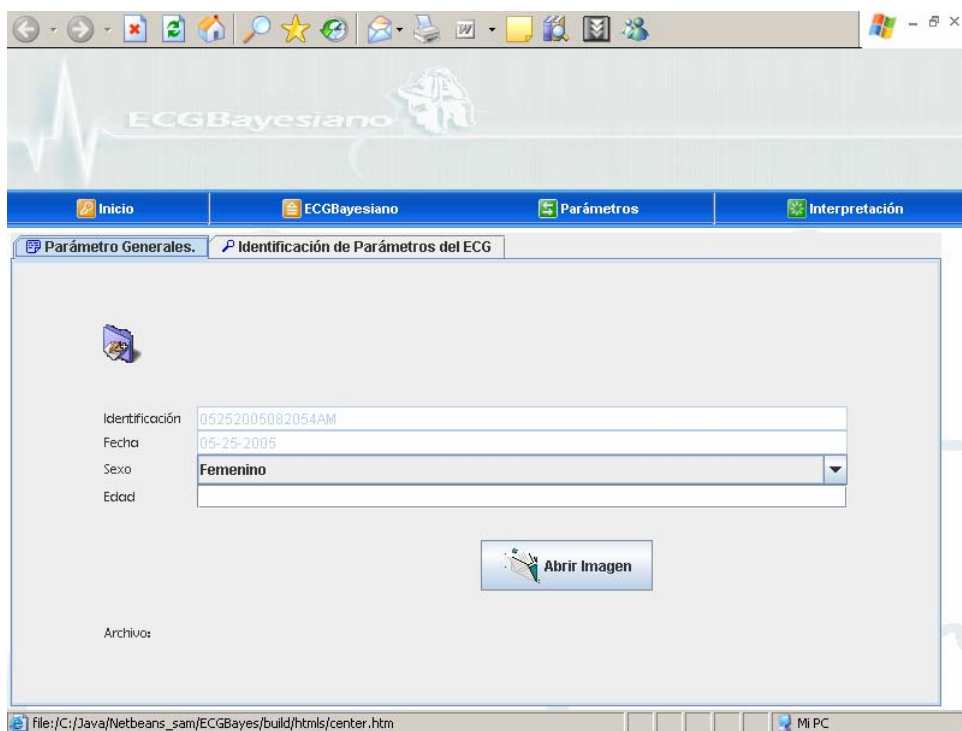 ECGBayesiano
Inicio
ECGBayesiano
Parámetros
Interpretación
Parámetro Generales.
Identificación de Parámetros del ECG
Identificación
05252005082054AM
Fecha
05-25-2005
Sexo
Femenino
Edad
Abrir Imagen
Archivo:
file:/C:/Java/Netbeans_sam/ECGBayes/build/htmls/center.htm
Mi PC